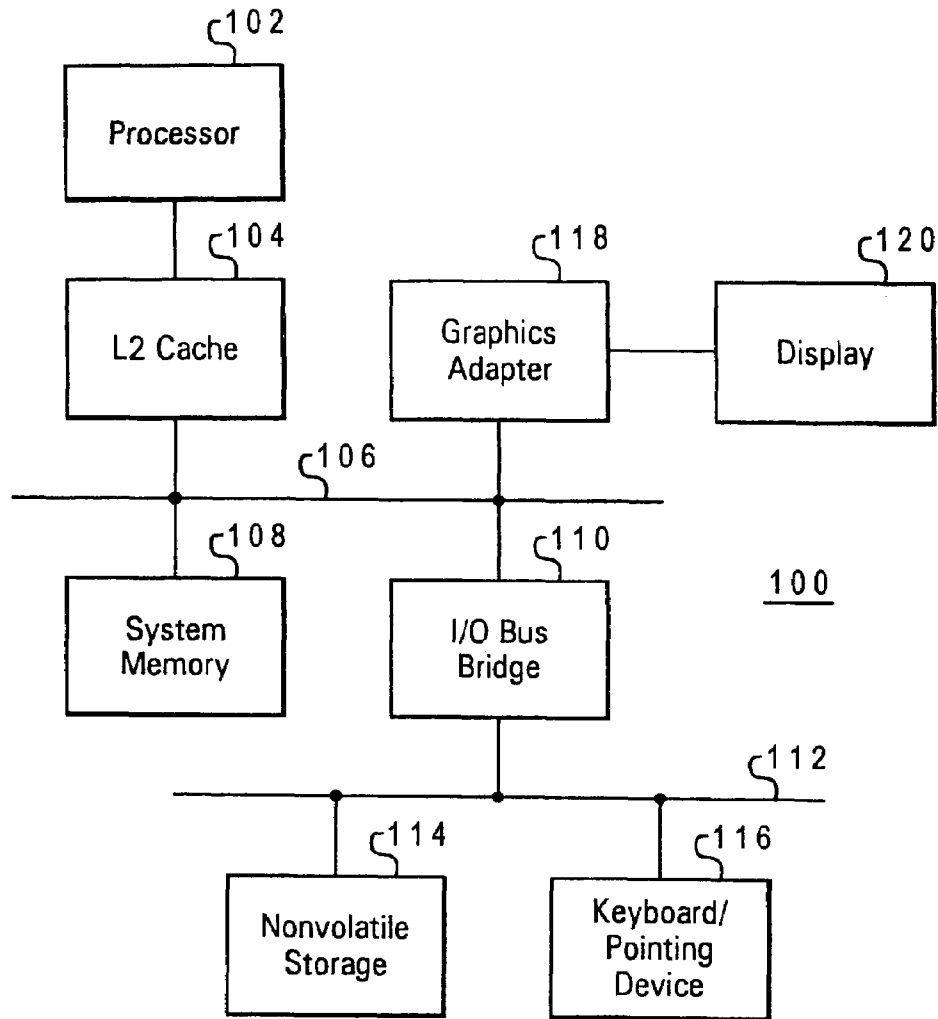 102
Processor
104
L2 Cache
118
Graphics
Adapter
120
Display
106
108
System
Memory
110
I/O Bus
Bridge
100
112
114
Nonvolatile
Storage
116
Keyboard/
Pointing
Device